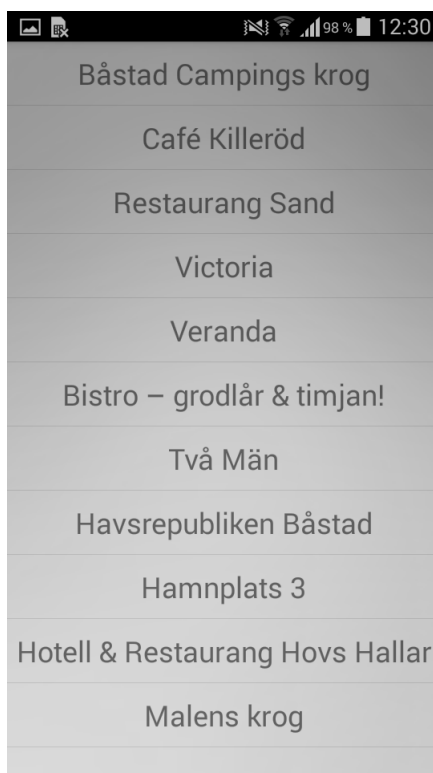 98 % 12:30
Båstad Campings krog
Café Killeröd
Restaurang Sand
Victoria
Veranda
Bistro – grodlår & timjan!
Två Män
Havsrepubliken Båstad
Hamnplats 3
Hotell & Restaurang Hovs Hallar
Malens krog